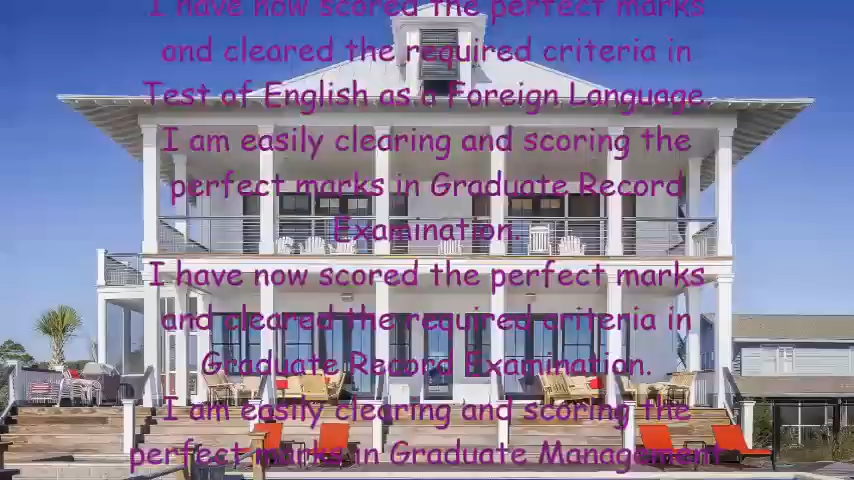 I have now scored the perfect marks
and cleared the required criteria in
Test of English as a Foreign Language.
I am easily clearing and scoring the
perfect marks in Graduate Record
Examination.
I have now scored the perfect marks
and cleared the required criteria in
Graduate Record Examination.
I am easily clearing and scoring the
perfect marks in Graduate Management